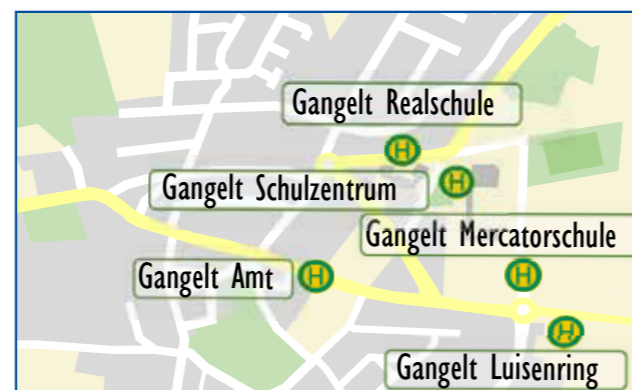 Gangelt Realschule
H
Gangelt Schulzentrum
H
Gangelt Mercatorschule
Gangelt Amt
H
H
H
Gangelt Luisenring